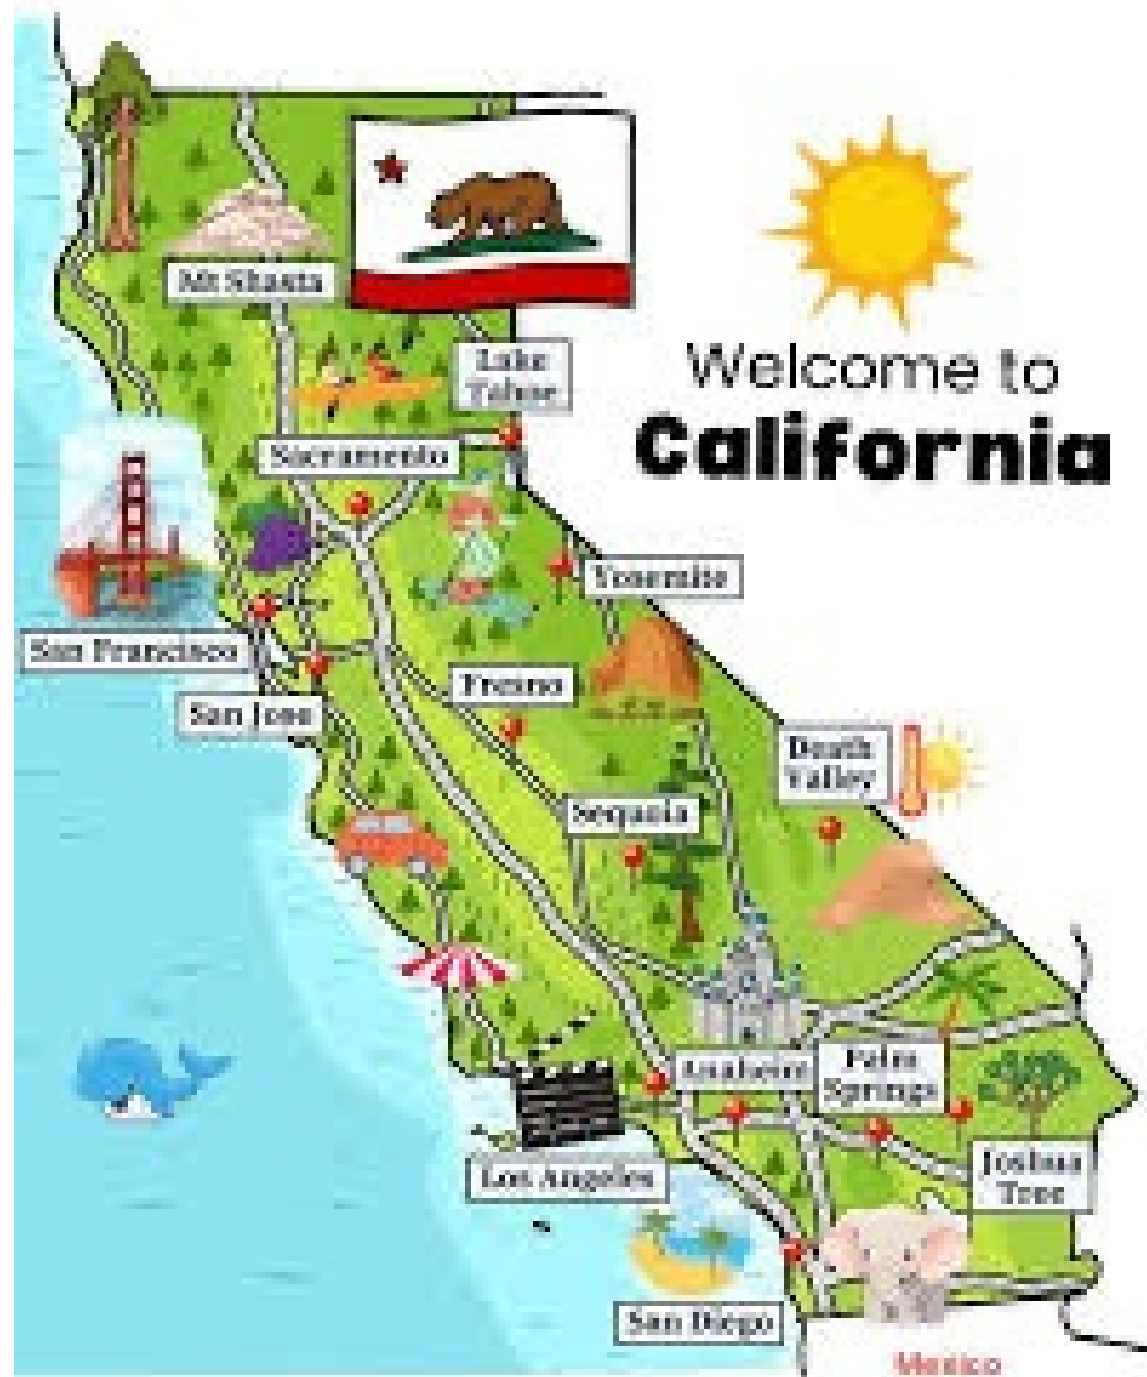 Mt Shasta
Lake
Tahoe
Welcome to
California
Sacramento
Yosemite
San Francisco
Fresno
San Jose
Death
Valley
Sequoia
Anaheim
Palm
Springs
Los Angeles
Joshua
Tree
San Diego
Mexico